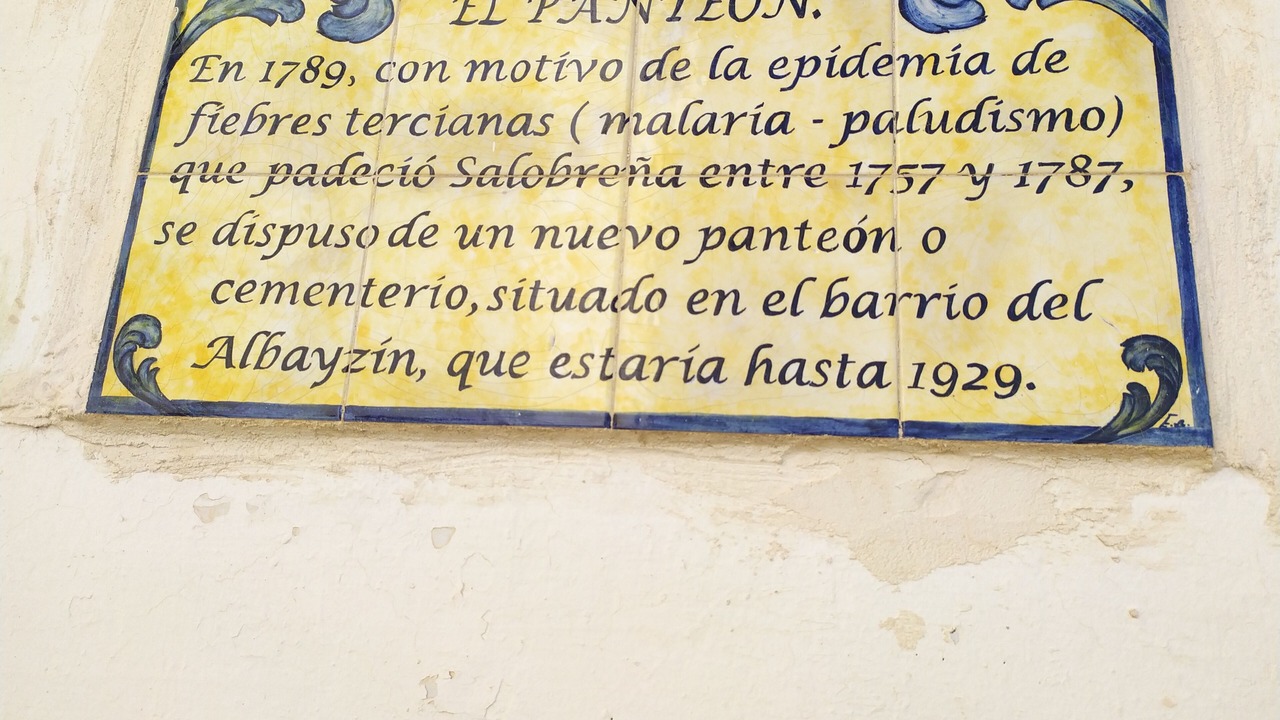 EL PANTEÓN.
En 1789, con motivo de la epidemia de
fiebres tercianas ( malaria - paludismo)
que padeció Salobreña entre 1757 y 1787,
se dispuso de un nuevo panteón o
cementerio, situado en el barrio del
Albayzín, que estaría hasta 1929.